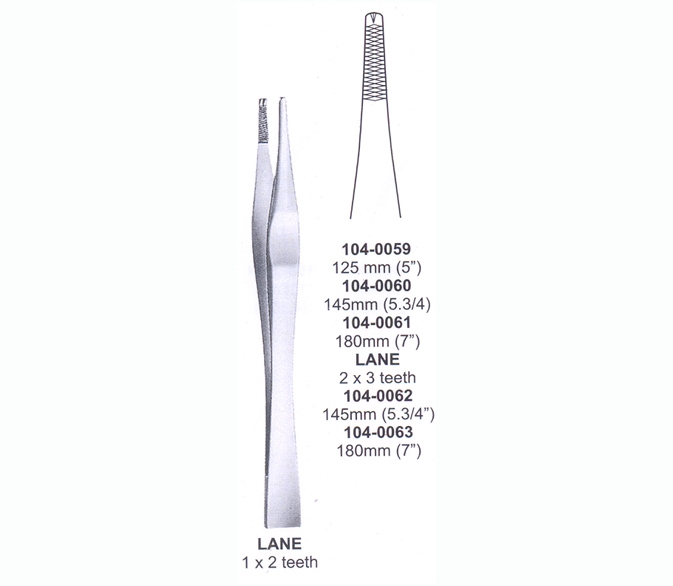 104-0059
125 mm (5”)
104-0060
145mm (5.3/4)
104-0061
180mm (7”)
LANE
2 x 3 teeth
104-0062
145mm (5.3/4”)
104-0063
180mm (7”)
LANE
1 x 2 teeth